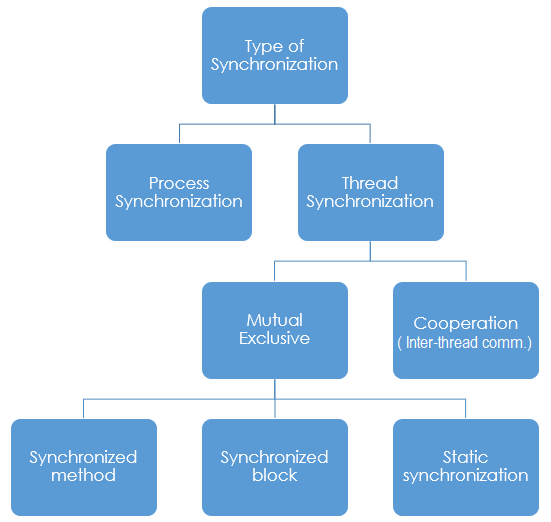 Type of
Synchronization
Process
Synchronization
Thread
Synchronization
Mutual
Exclusive
Cooperation
( Inter-thread comm.)
Synchronized
method
Synchronized
block
Static
synchronization